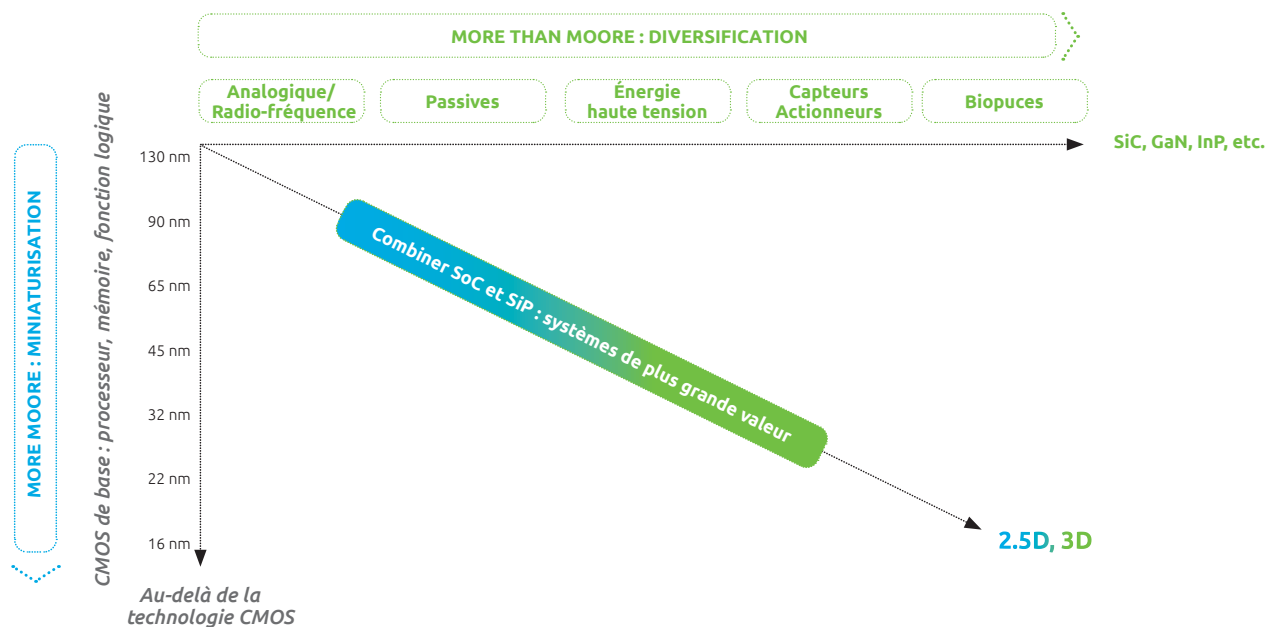 MORE THAN MOORE : DIVERSIFICATION
Analogique/
Radio-fréquence
Passives
Énergie
haute tension
Capteurs
Actionneurs
Biopuces
SiC, GaN, InP, etc.
MORE MOORE : MINIATURISATION
CMOS de base : processeur, mémoire, fonction logique
130 nm
90 nm
65 nm
45 nm
32 nm
22 nm
16 nm
Combiner SoC et SiP : systèmes de plus grande valeur
2.5D, 3D
Au-delà de la
technologie CMOS